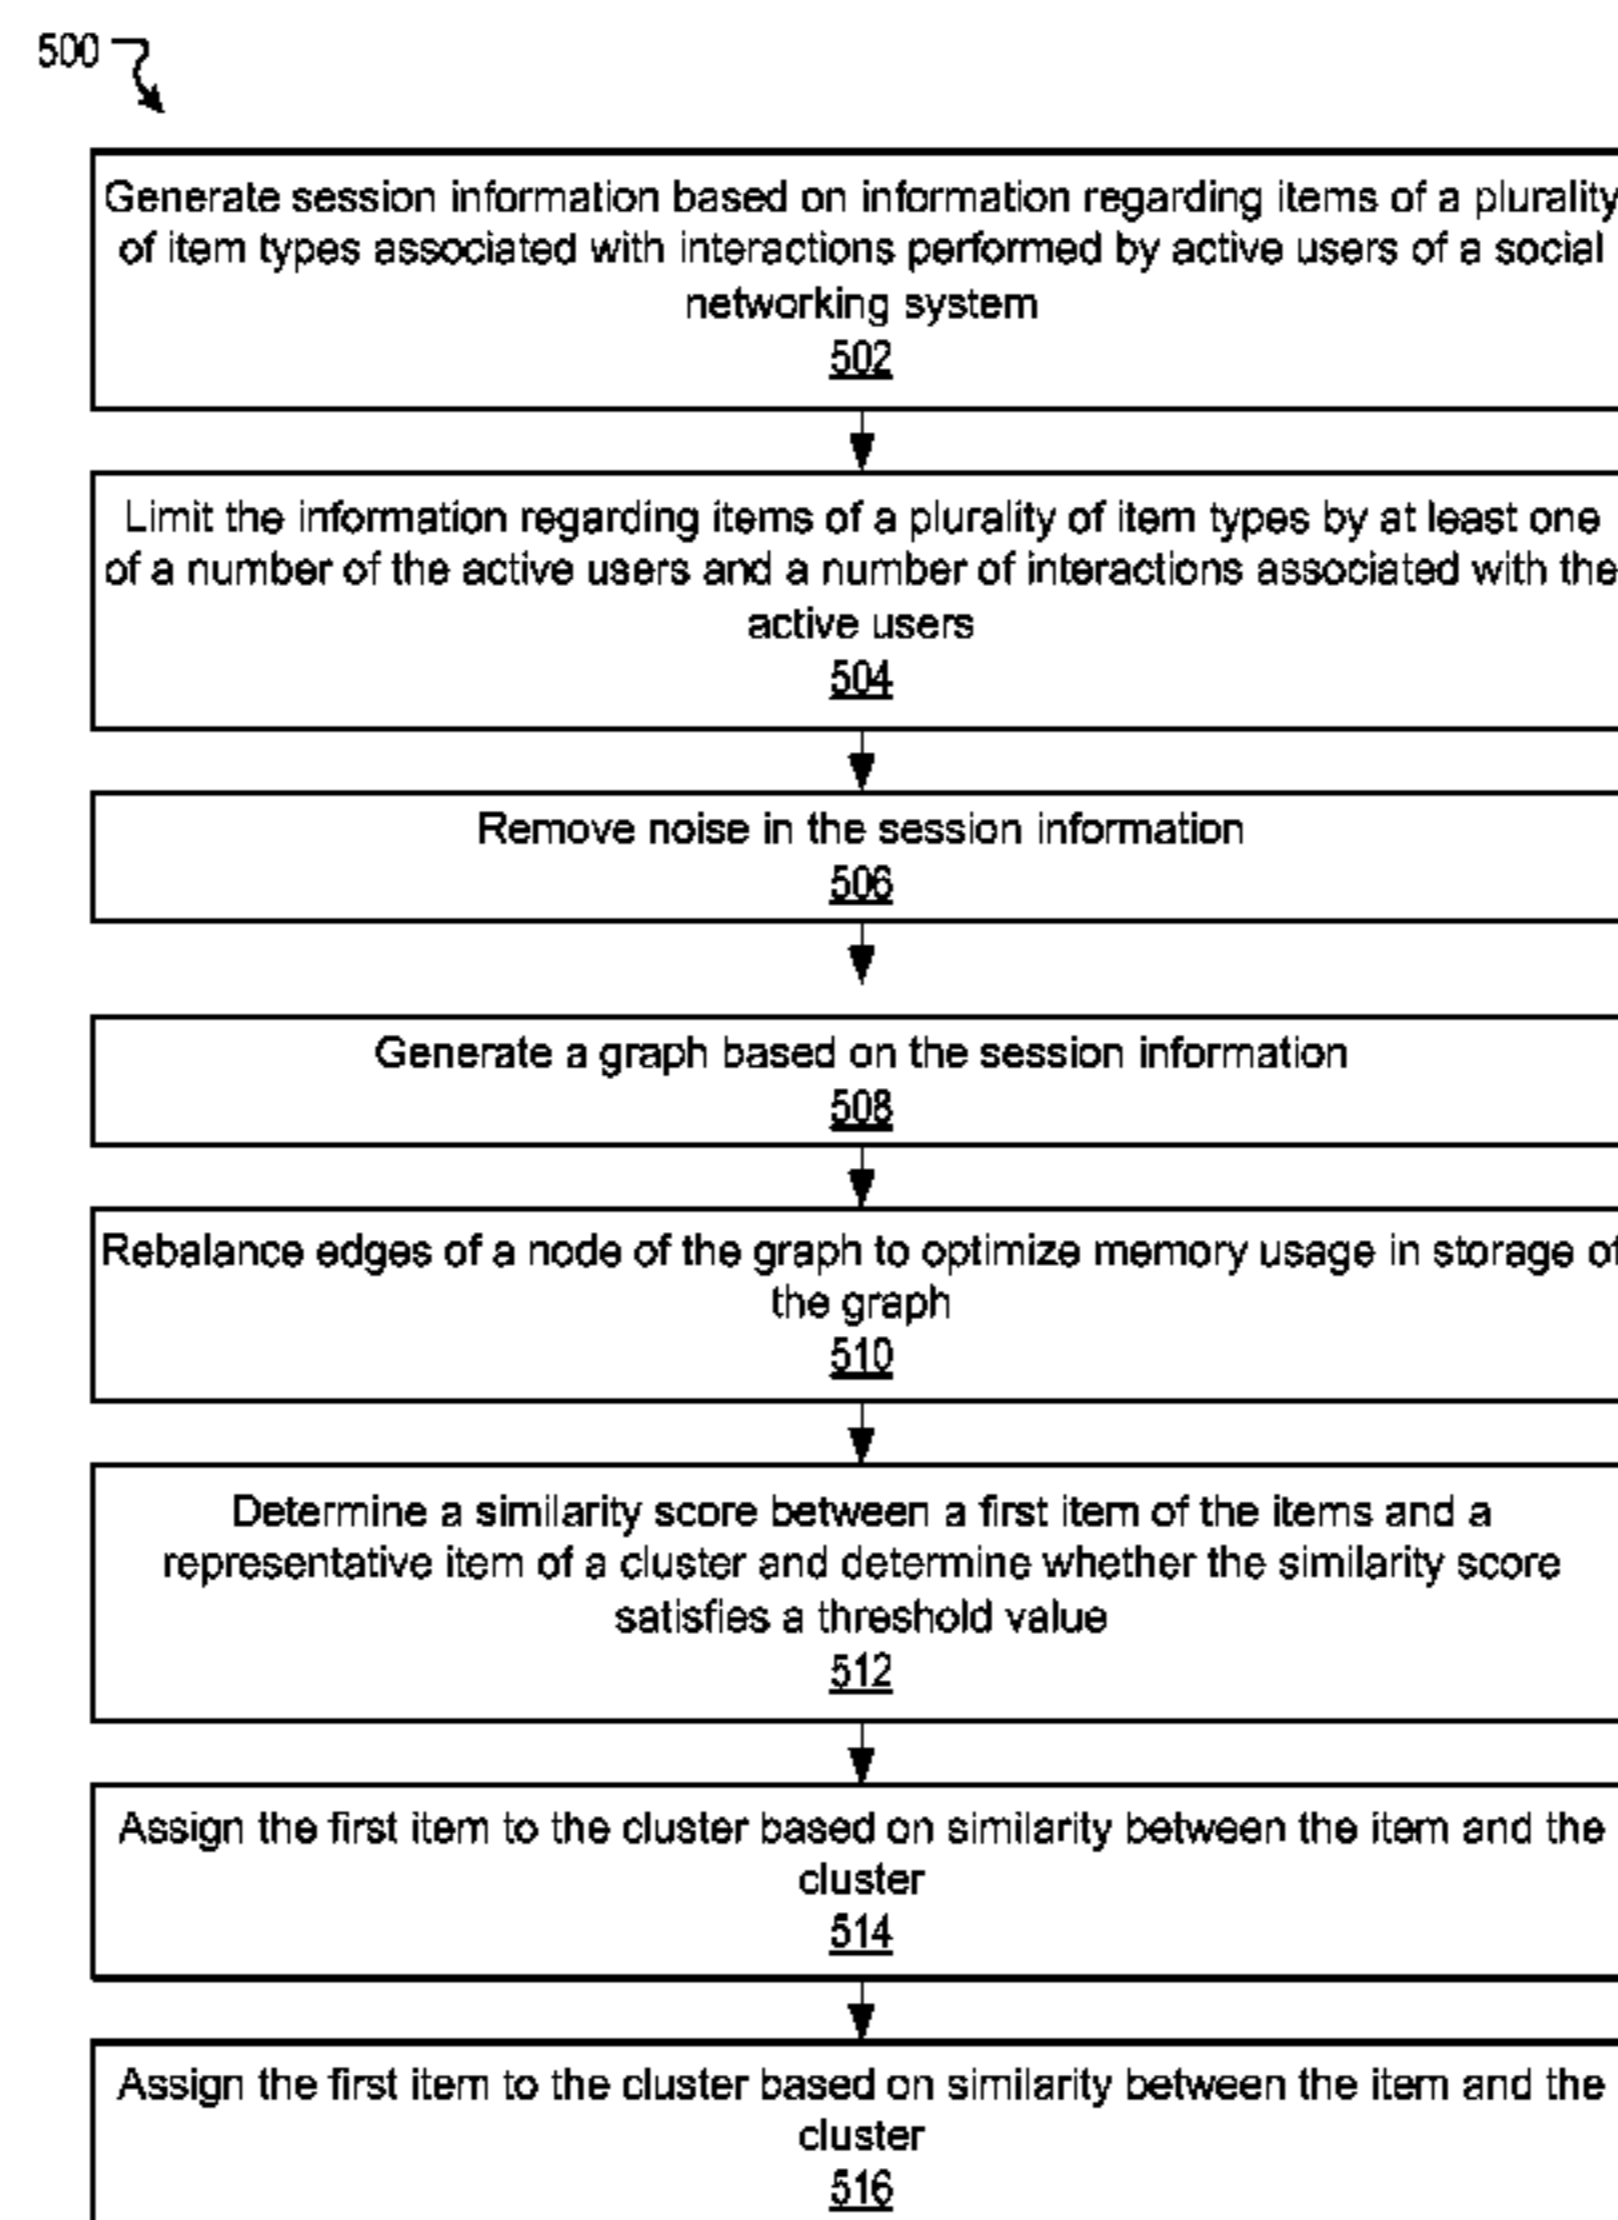 500
Generate session information based on information regarding items of a plurality
of item types associated with interactions performed by active users of a social
networking system
502
Limit the information regarding items of a plurality of item types by at least one
of a number of the active users and a number of interactions associated with the
active users
504
Remove noise in the session information
506
Generate a graph based on the session information
508
Rebalance edges of a node of the graph to optimize memory usage in storage of
the graph
510
Determine a similarity score between a first item of the items and a
representative item of a cluster and determine whether the similarity score
satisfies a threshold value
512
Assign the first item to the cluster based on similarity between the item and the
cluster
514
Assign the first item to the cluster based on similarity between the item and the
cluster
516